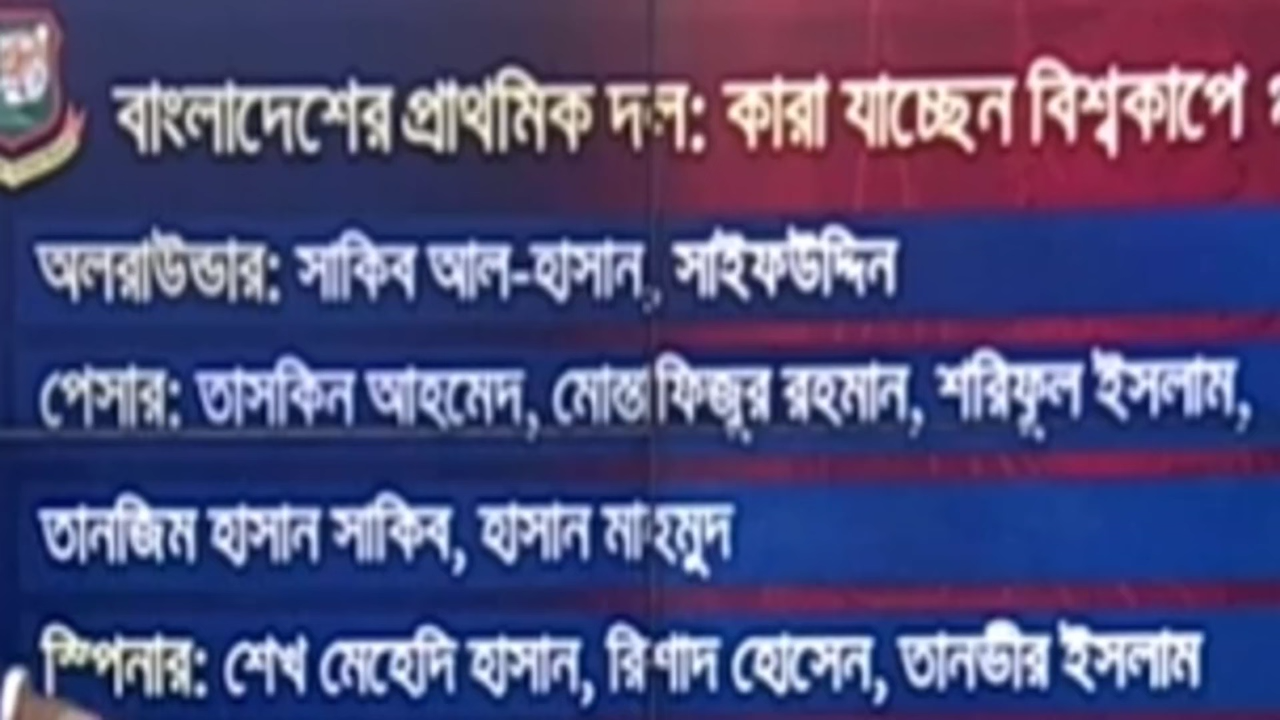 বাংলাদেশের প্রাথমিক দল: কারা যাচ্ছেন বিশ্বকাপে
অলরাউন্ডার: সাকিব আল-হাসান, সাইফউদ্দিন
পেসার: তাসকিন আহমেদ, মোস্তাফিজুর রহমান, শরিফুল ইসলাম,
তানজিম হাসান সাকিব, হাসান মাহমুদ
স্পিনার: শেখ মেহেদি হাসান, রিশাদ হোসেন, তানভীর ইসলাম